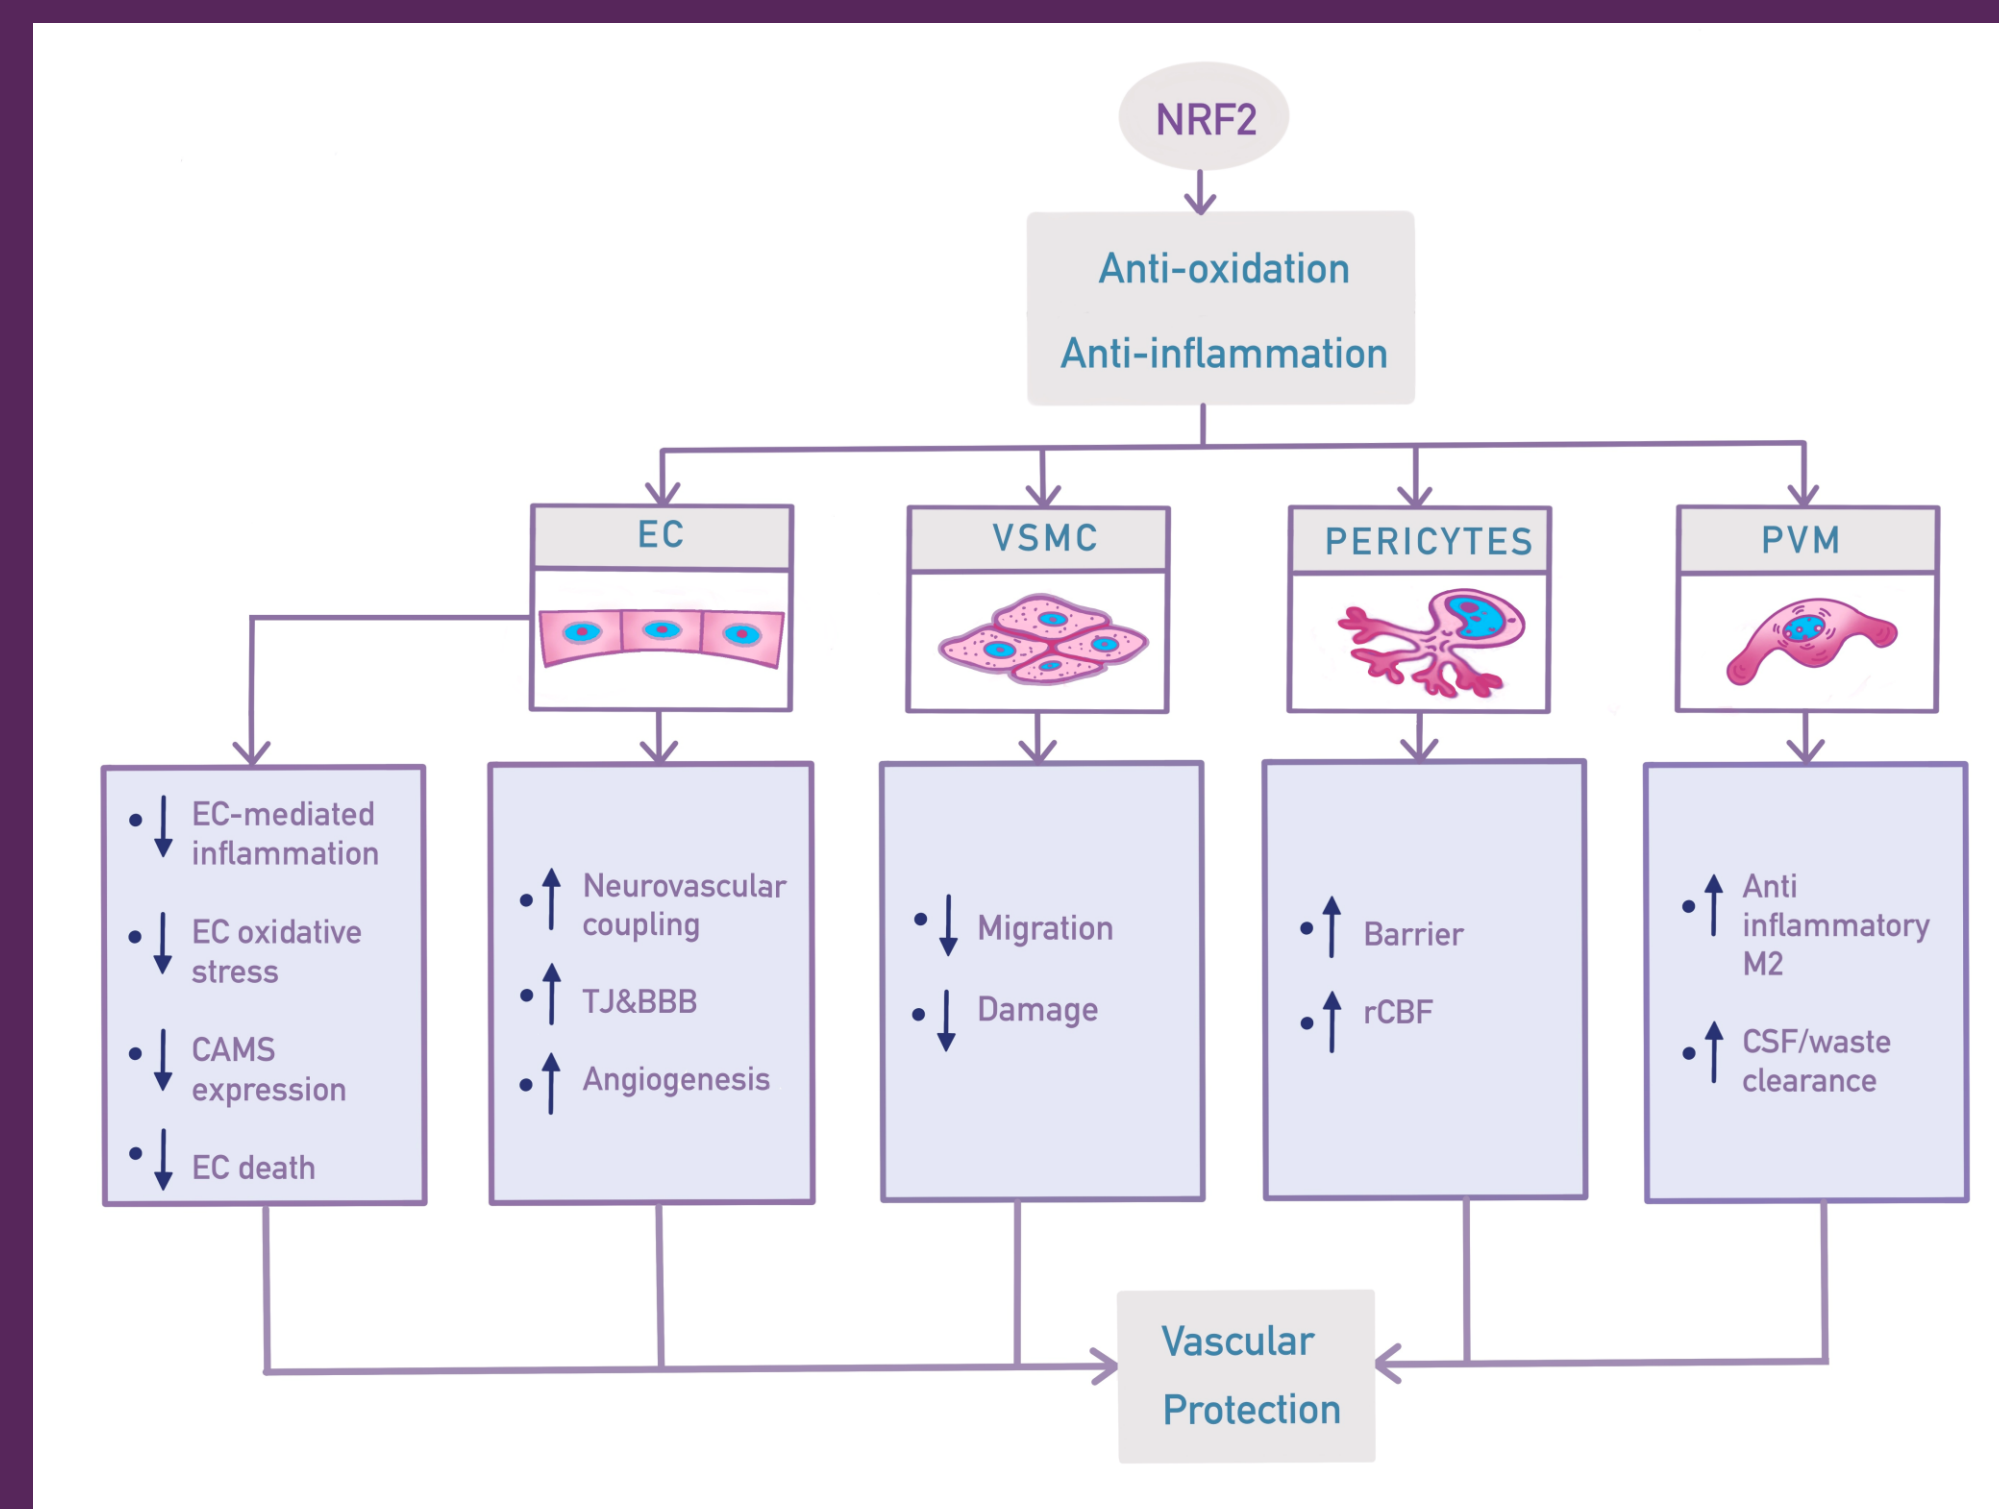 NRF2
Anti-oxidation
Anti-inflammation
EC
VSMC
PERICYTES
PVM
EC-mediated
inflammation
EC oxidative
stress
CAMS
expression
EC death
Neurovascular
coupling
TJ&BBB
Angiogenesis
Migration
Damage
Barrier
rCBF
Anti
inflammatory
M2
CSF/waste
clearance
Vascular
Protection